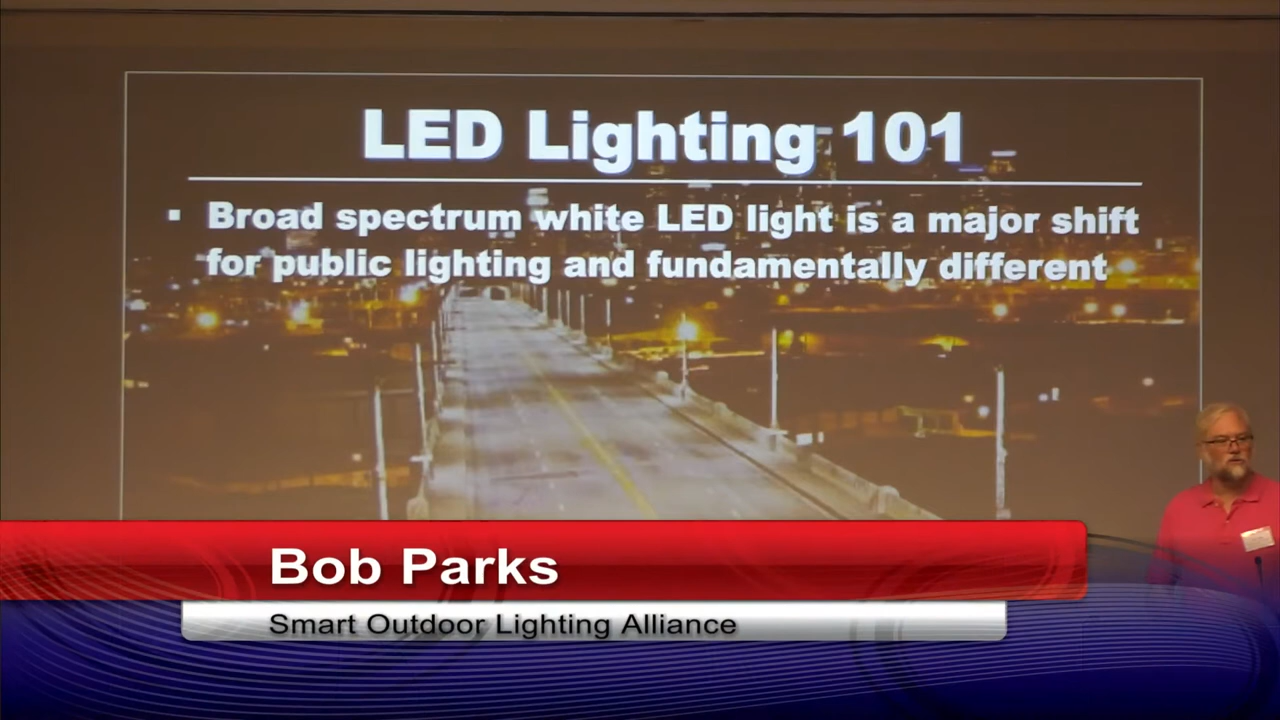 LED Lighting 101
▪ Broad spectrum white LED light is a major shift
for public lighting and fundamentally different
Bob Parks
Smart Outdoor Lighting Alliance